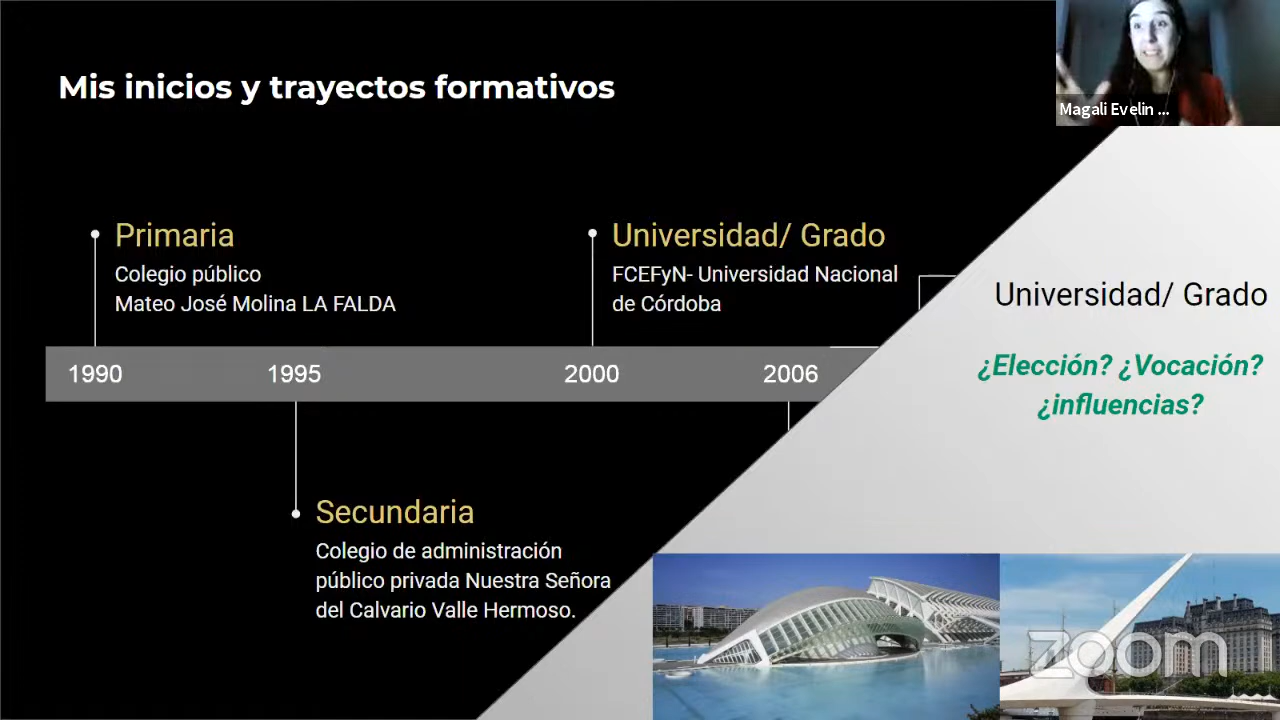 Mis inicios y trayectos formativos
Magali Evelin ...
Primaria
Colegio público
Mateo José Molina LA FALDA
Universidad/ Grado
FCEFyN- Universidad Nacional
de Córdoba
Universidad/ Grado
¿Elección? ¿Vocación?
¿influencias?
1990
1995
2000
2006
Secundaria
Colegio de administración
público privada Nuestra Señora
del Calvario Valle Hermoso.
zoom